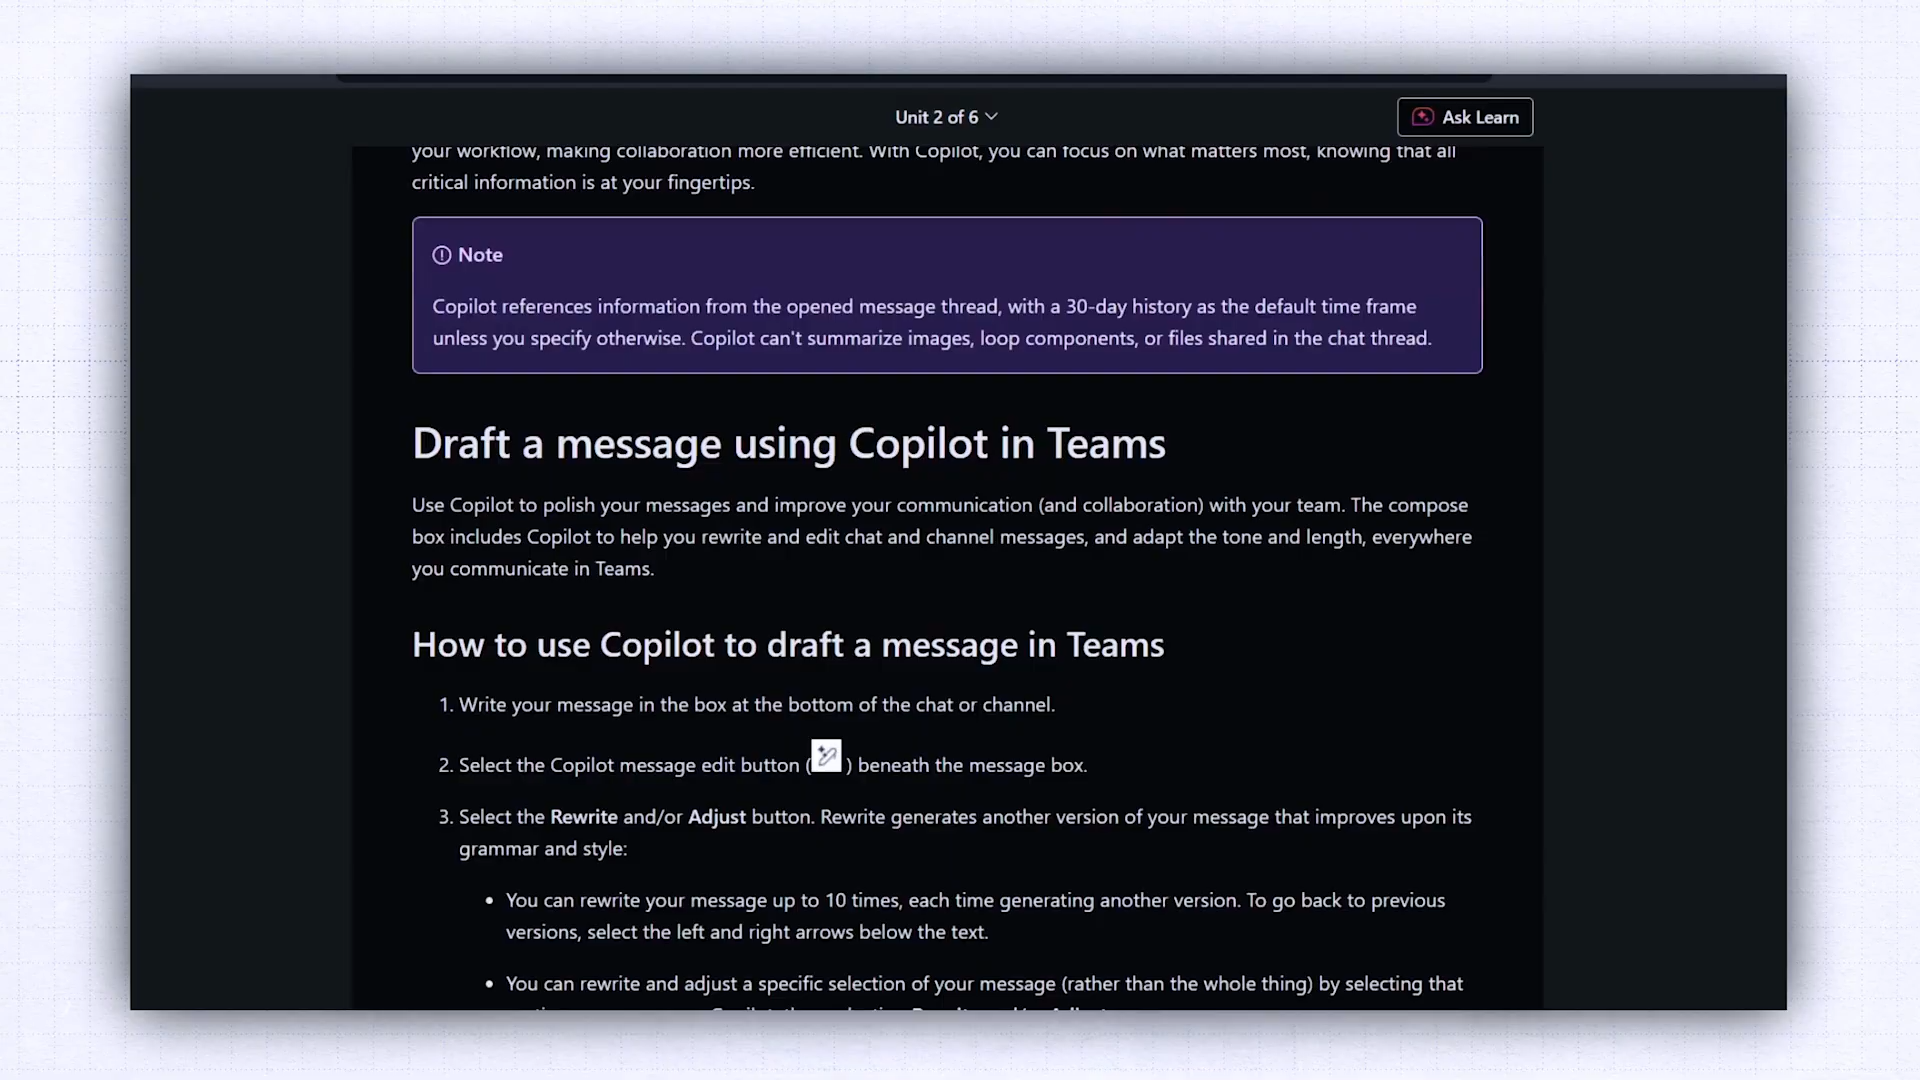 Unit 2 of 6
Ask Learn
your workflow, making collaboration more efficient. With Copilot, you can focus on what matters most, knowing that all
critical information is at your fingertips.
Note
Copilot references information from the opened message thread, with a 30-day history as the default time frame
unless you specify otherwise. Copilot can't summarize images, loop components, or files shared in the chat thread.
Draft a message using Copilot in Teams
Use Copilot to polish your messages and improve your communication (and collaboration) with your team. The compose
box includes Copilot to help you rewrite and edit chat and channel messages, and adapt the tone and length, everywhere
you communicate in Teams.
How to use Copilot to draft a message in Teams
1. Write your message in the box at the bottom of the chat or channel.
2. Select the Copilot message edit button ( ) beneath the message box.
3. Select the Rewrite and/or Adjust button. Rewrite generates another version of your message that improves upon its
grammar and style:
• You can rewrite your message up to 10 times, each time generating another version. To go back to previous
versions, select the left and right arrows below the text.
• You can rewrite and adjust a specific selection of your message (rather than the whole thing) by selecting that